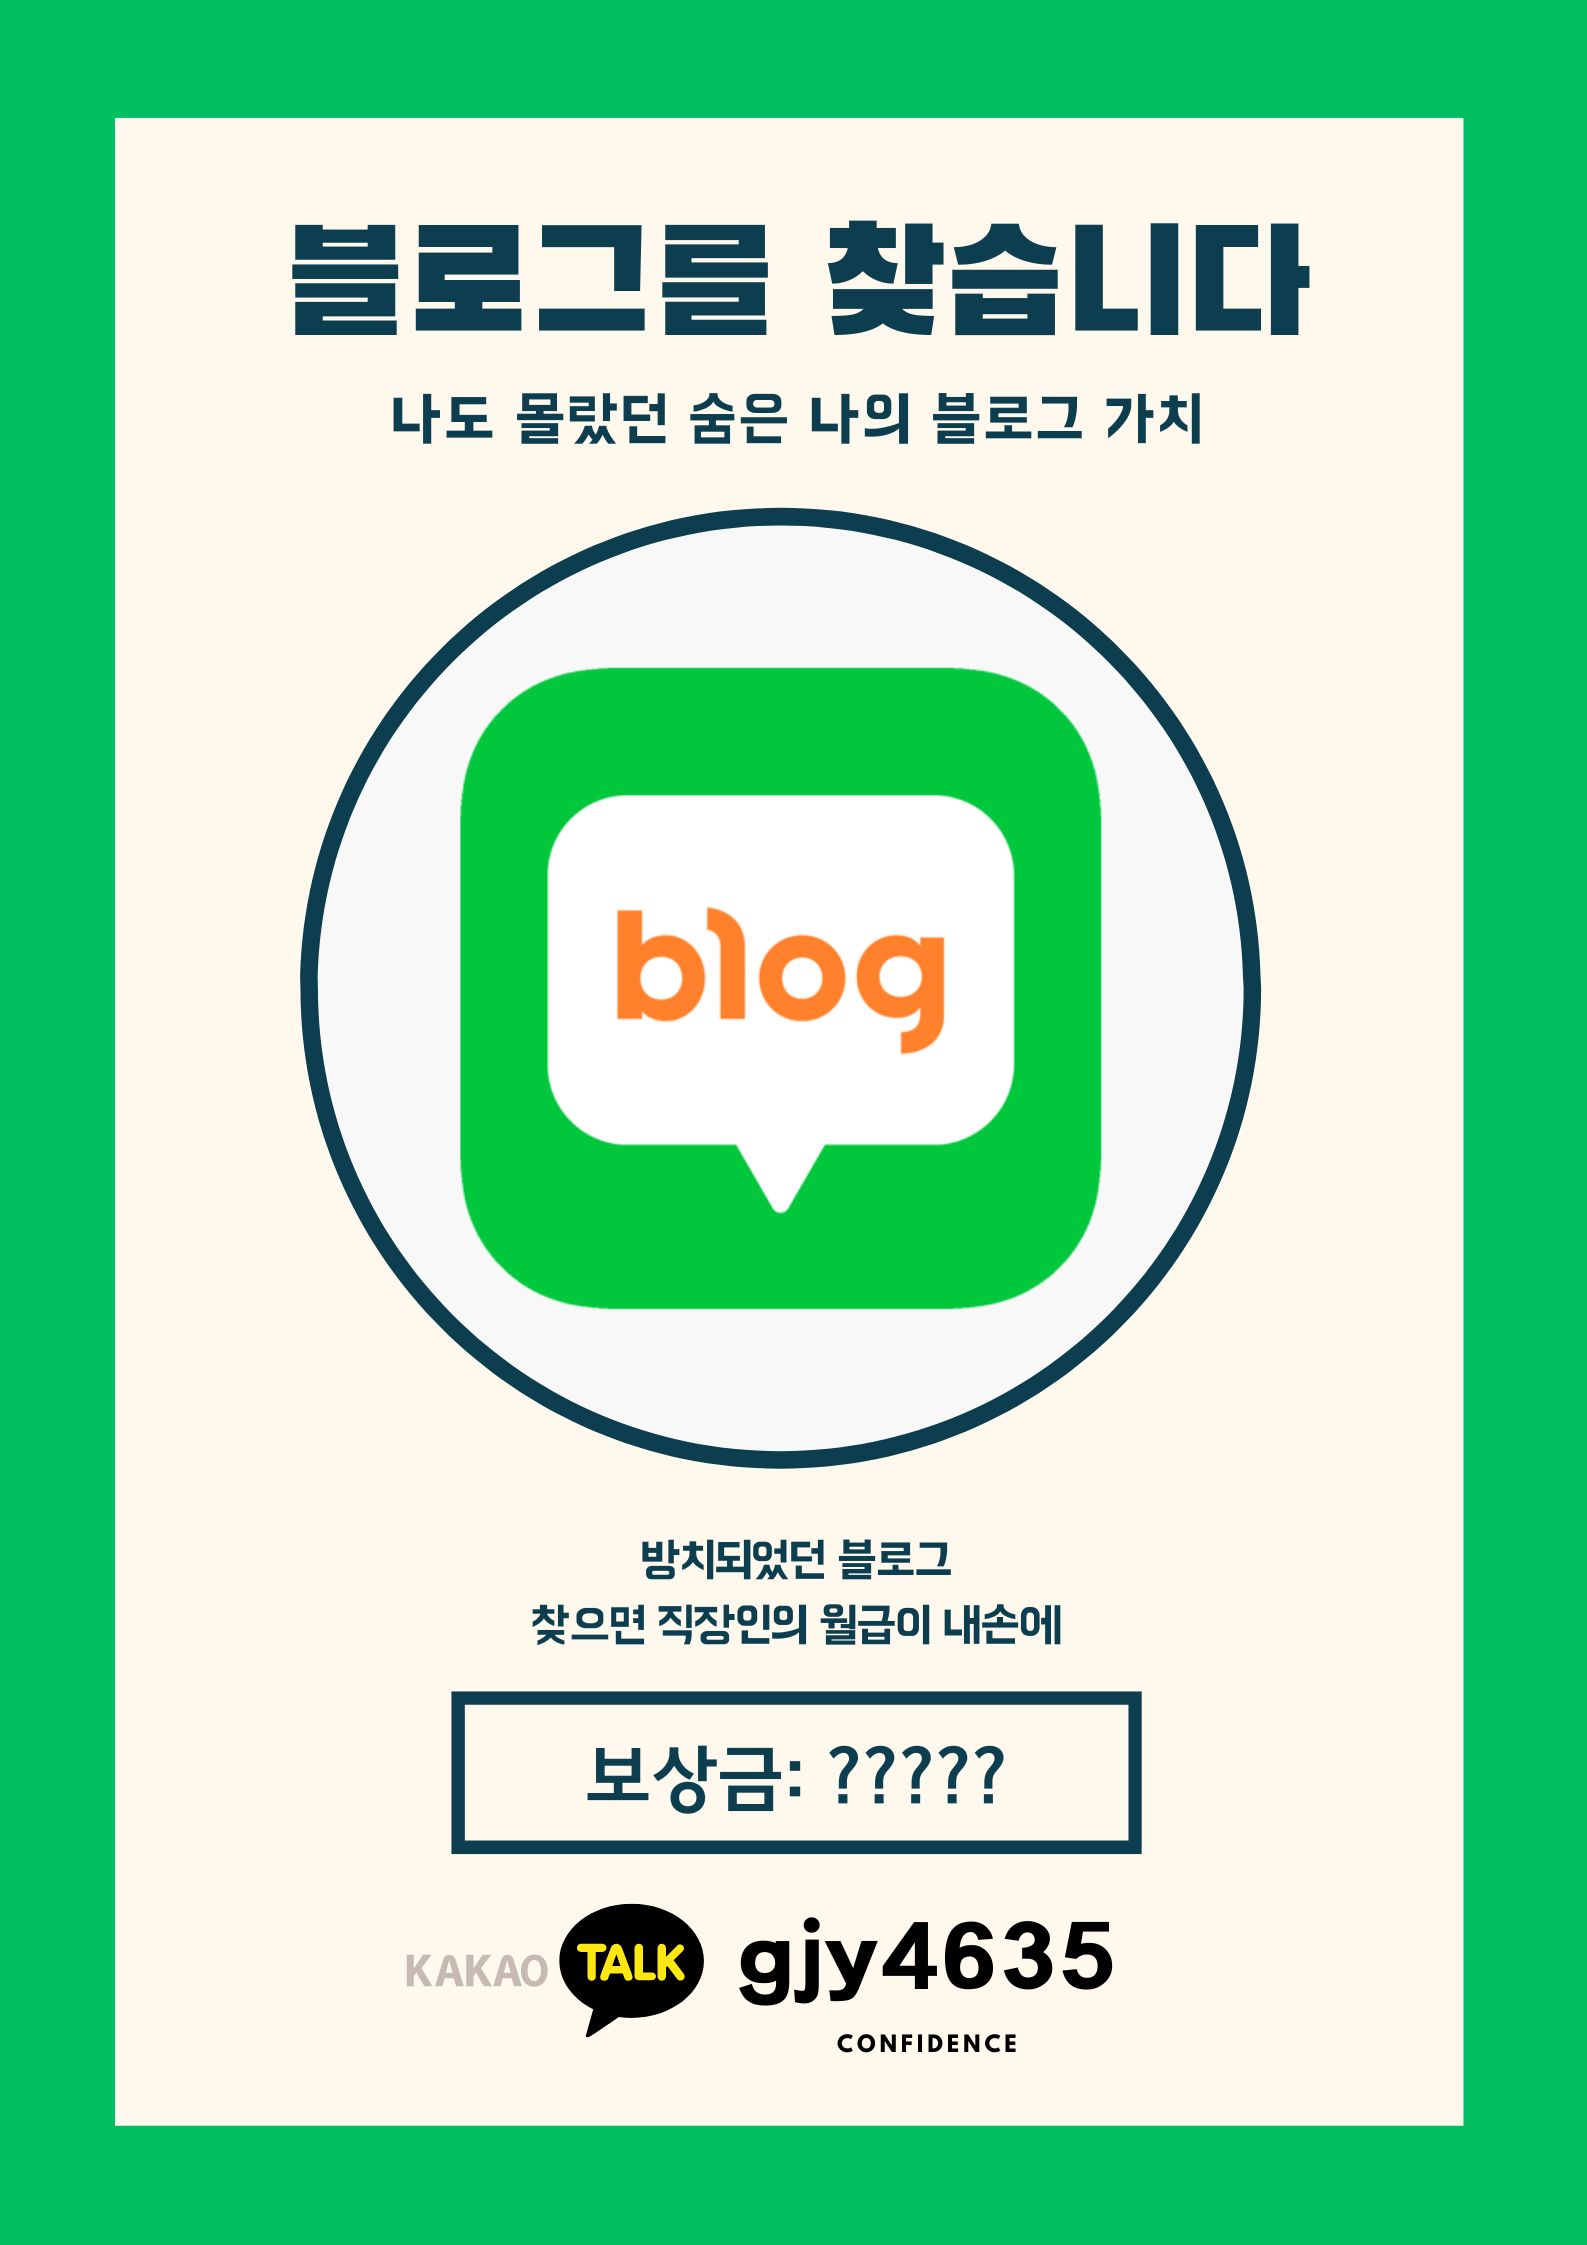 블로그를 찾습니다
나도 몰랐던 숨은 나의 블로그 가치
blog
방치되었던 블로그
찾으면 직장인의 월급이 내손에
보상금: ?????
KAKAO TALK gjy4635
CONFIDENCE